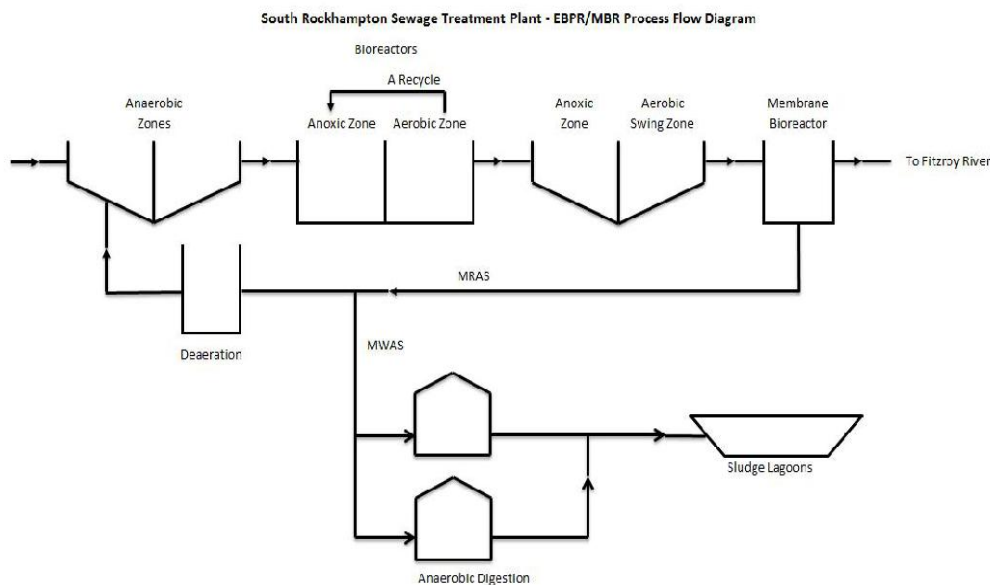 South Rockhampton Sewage Treatment Plant - EBPR/MBR Process Flow Diagram
Bioreactors
A Recycle
Anaerobic
Zones
Anoxic Zone
Aerobic Zone
Anoxic
Zone
Aerobic
Swing Zone
Membrane
Bioreactor
To Fitzroy River
MRAS
Deaeration
MWAS
Sludge Lagoons
Anaerobic Digestion